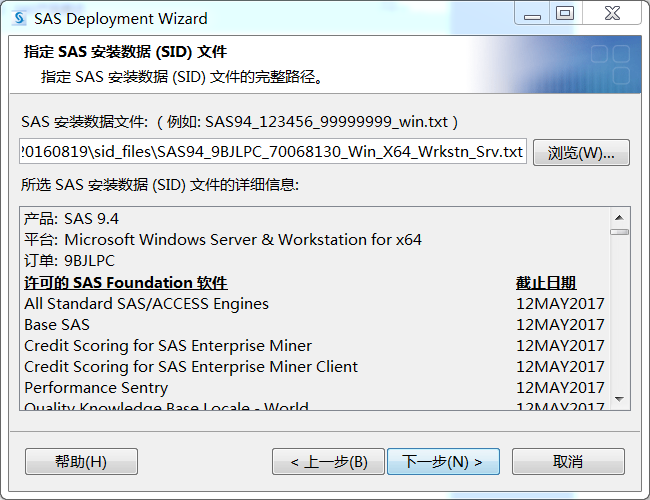 SAS Deployment Wizard
指定 SAS 安装数据 (SID) 文件
指定 SAS 安装数据 (SID) 文件的完整路径。
SAS 安装数据文件: （例如: SAS94_123456_99999999_win.txt）
20160819\sid_files\SAS94_9BJLPC_70068130_Win_X64_Wrkstn_Srv.txt 浏览(W)...
所选 SAS 安装数据 (SID) 文件的详细信息:
产品: SAS 9.4
平台: Microsoft Windows Server & Workstation for x64
订单: 9BJLPC
许可的 SAS Foundation 软件 截止日期
All Standard SAS/ACCESS Engines 12MAY2017
Base SAS 12MAY2017
Credit Scoring for SAS Enterprise Miner 12MAY2017
Credit Scoring for SAS Enterprise Miner Client 12MAY2017
Performance Sentry 12MAY2017
Quality Knowledge Base Locale - World 12MAY2017
帮助(H) < 上一步(B) 下一步(N) > 取消